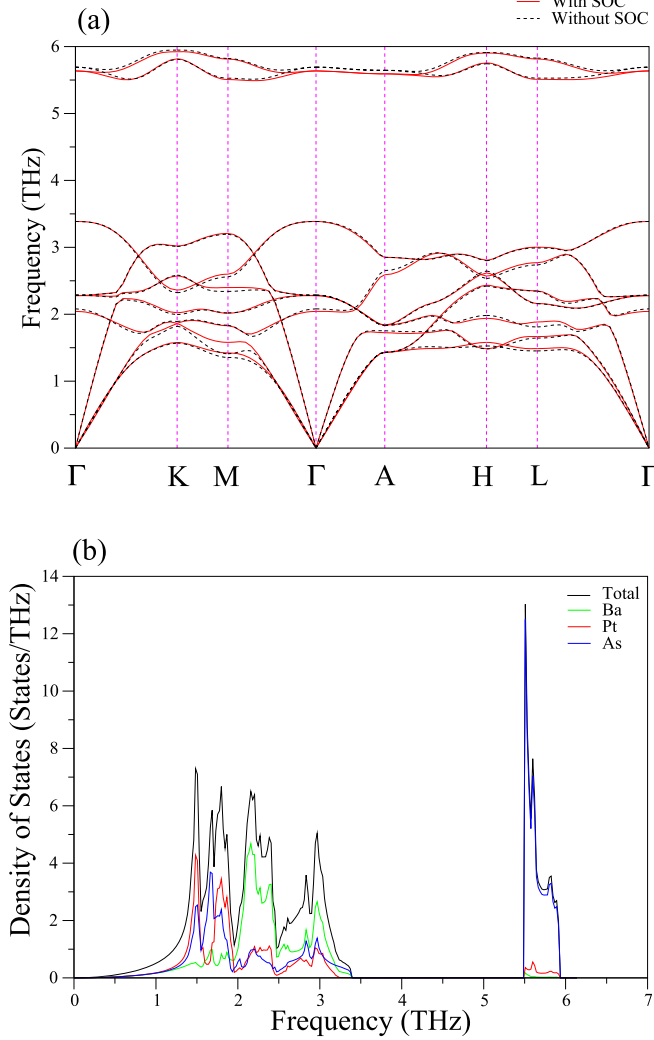 (a)
With SOC
Without SOC
6
5
4
3
2
1
0
Frequency (THz)
Γ K M Γ A H L Γ
(b)
14
12
10
8
6
4
2
0
Density of States (States/THz)
Total
Ba
Pt
As
0 1 2 3 4 5 6 7
Frequency (THz)